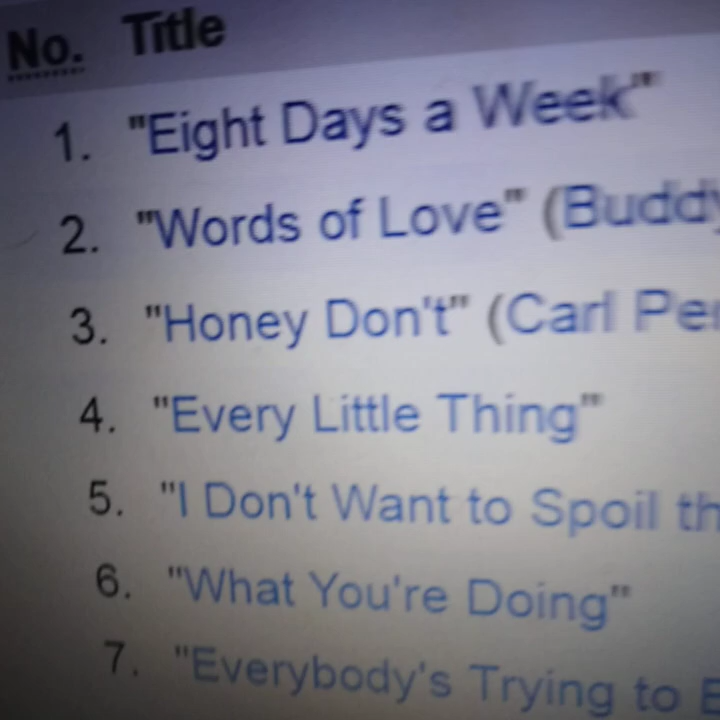 No. Title
1. "Eight Days a Week"
2. "Words of Love" (Buddy
3. "Honey Don't" (Carl
4. "Every Little Thing"
5. "I Don't Want to Spoil
6. "What You're Doing"
7. "Everybody's Trying to